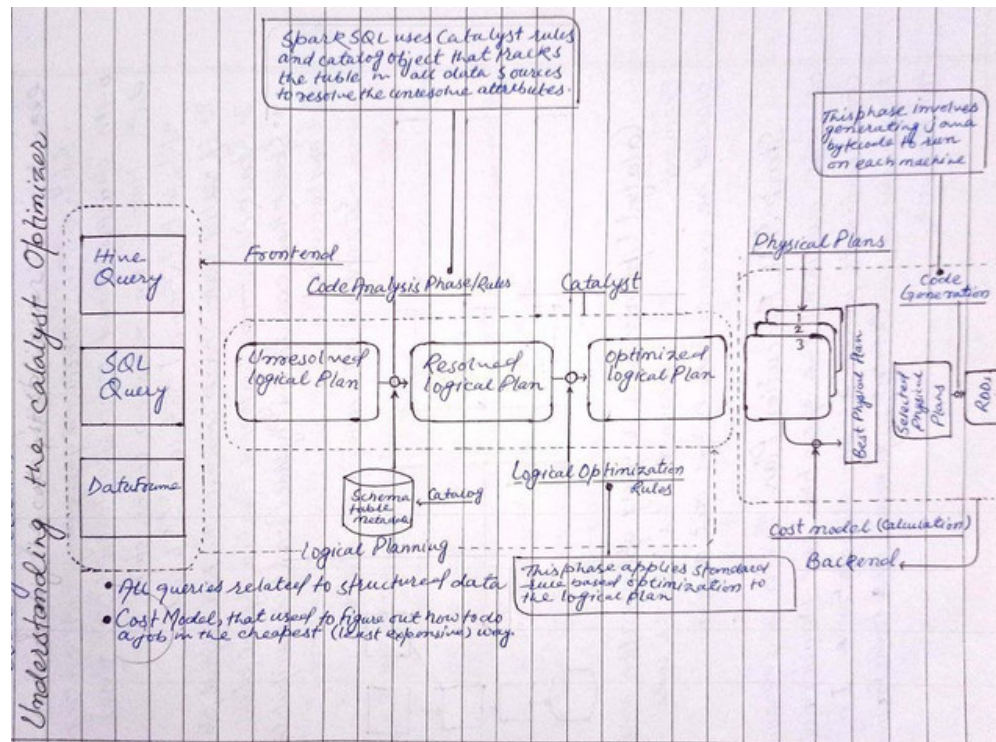 Understanding the Catalyst Optimizer
Spark SQL uses Catalyst rules
and catalog object that tracks
the table in all data sources
to resolve the unresolve attributes.
This phase involves
generating java
bytecode to run
on each machine
Hive
Query
SQL
Query
DataFrame
Frontend
Code Analysis Phase/Rules
Catalyst
Unresolved
logical Plan
Resolved
logical Plan
Optimized
logical Plan
Schema
table
metadata
Catalog
Logical Optimization
Rules
Logical Planning
This phase applies standard
rule based optimization to
the logical plan
Physical Plans
2
3
Best Physical Plan
Code
Generation
Selected
Physical
Plans
RDDs
Cost model (Calculation)
Backend
• All queries related to structured data
• Cost Model, that used to figure out how to do
a job in the cheapest (least expensive) way.